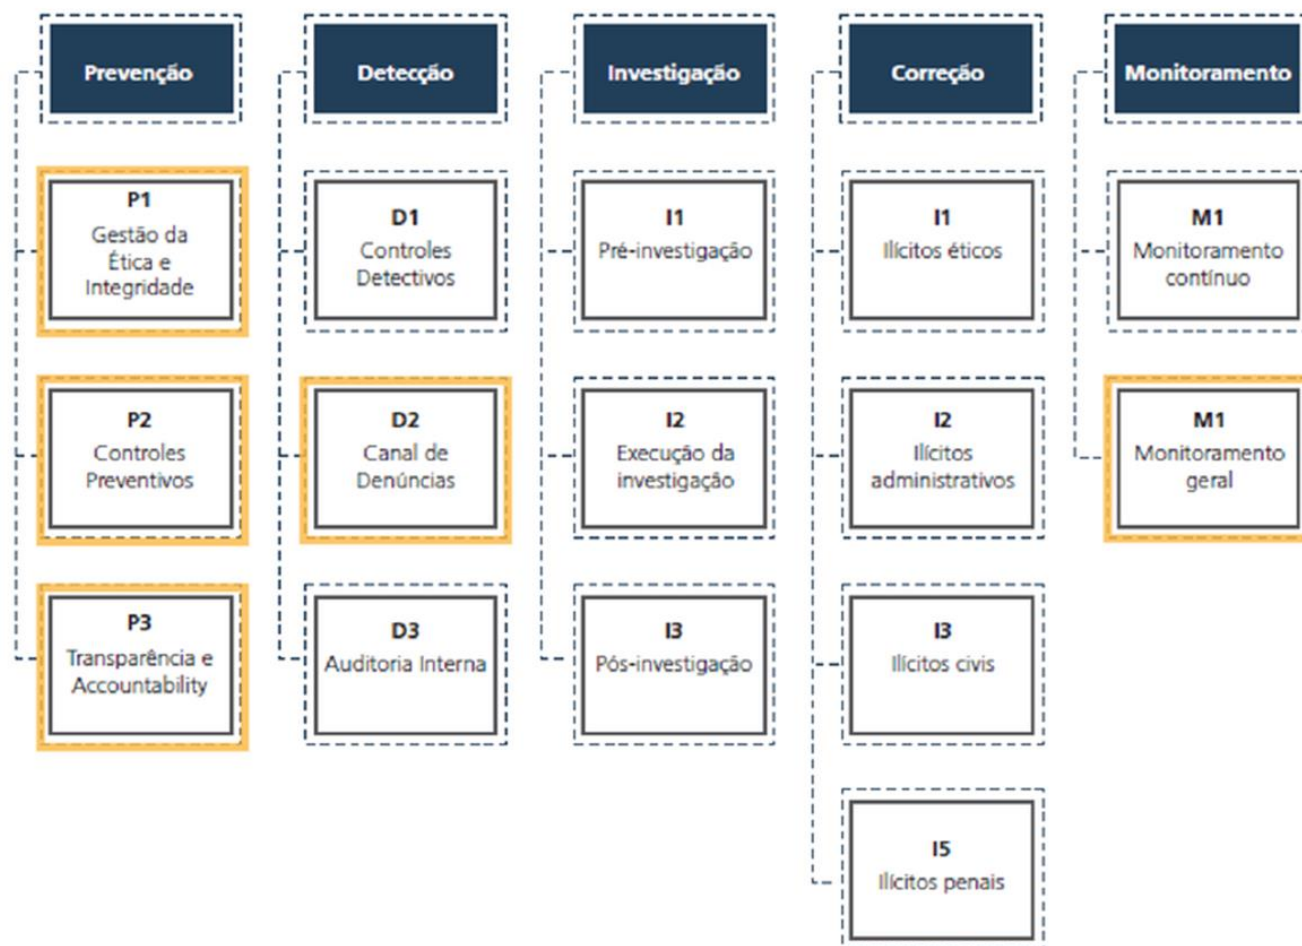 Prevenção
Detecção
Investigação
Correção
Monitoramento
P1
Gestão da
Ética e
Integridade
D1
Controles
Detectivos
I1
Pré-investigação
I1
Ilícitos éticos
M1
Monitoramento
contínuo
P2
Controles
Preventivos
D2
Canal de
Denúncias
I2
Execução da
investigação
I2
Ilícitos
administrativos
M1
Monitoramento
geral
P3
Transparência e
Accountability
D3
Auditoria Interna
I3
Pós-investigação
I3
Ilícitos civis
I5
Ilícitos penais